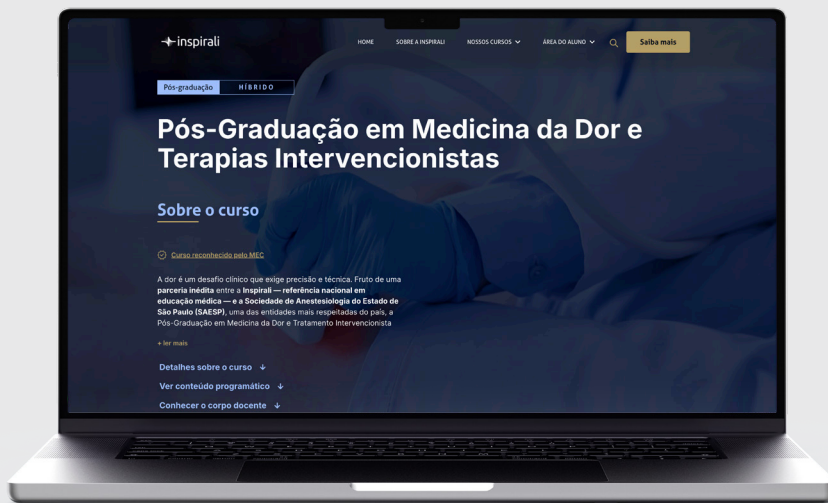 inspirali
HOME SOBRE A INSPIRALI NOSSOS CURSOS ÁREA DO ALUNO Saiba mais
Pós-graduação HÍBRIDO
Pós-Graduação em Medicina da Dor e
Terapias Intervencionistas
Sobre o curso
Curso reconhecido pelo MEC
A dor é um desafio clínico que exige precisão e técnica. Fruto de uma
parceria inédita entre a Inspirali — referência nacional em
educação médica — e a Sociedade de Anestesiologia do Estado de
São Paulo (SAESP), uma das entidades mais respeitadas do país, a
Pós-Graduação em Medicina da Dor e Tratamento Intervencionista
+ ler mais
Detalhes sobre o curso ↓
Ver conteúdo programático ↓
Conhecer o corpo docente ↓